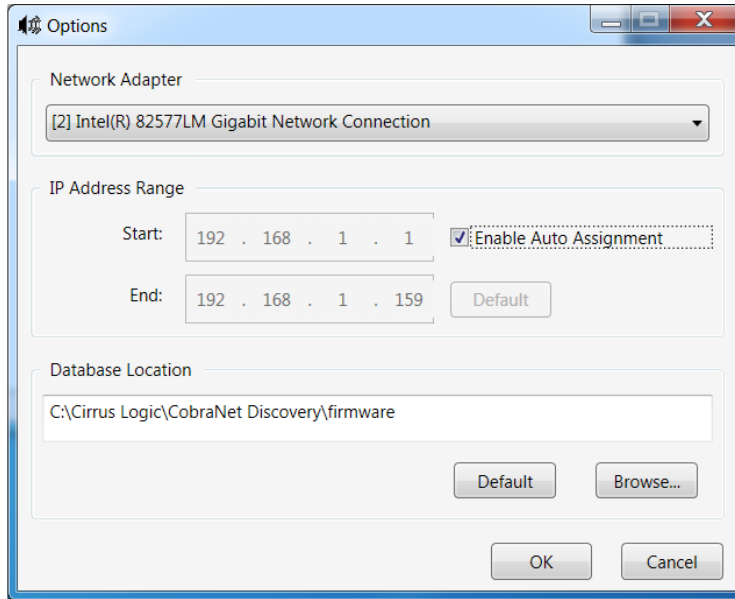 Options
Network Adapter
[2] Intel(R) 82577LM Gigabit Network Connection
IP Address Range
Start: 192 . 168 . 1 . 1 Enable Auto Assignment
End: 192 . 168 . 1 . 159 Default
Database Location
C:\Cirrus Logic\CobraNet Discovery\firmware
Default Browse...
OK Cancel